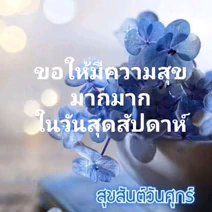 ขอให้มีความสุข
มากมาก
ในวันสุดสัปดาห์
สุขสันต์วันศุกร์